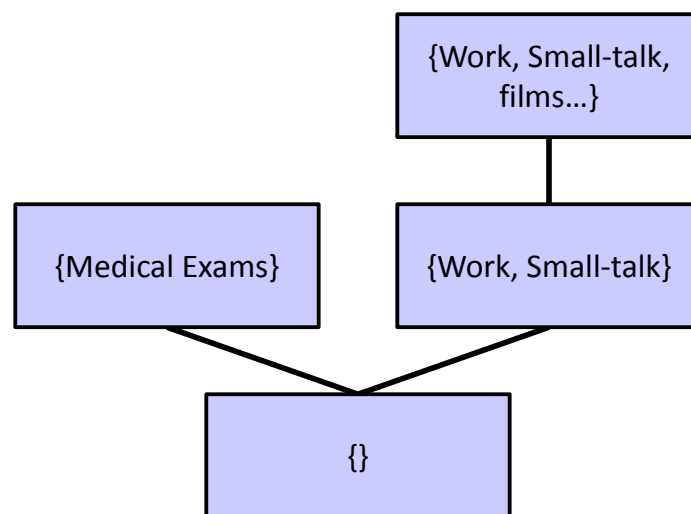 {Work, Small-talk,
films…}
{Medical Exams}
{Work, Small-talk}
{}